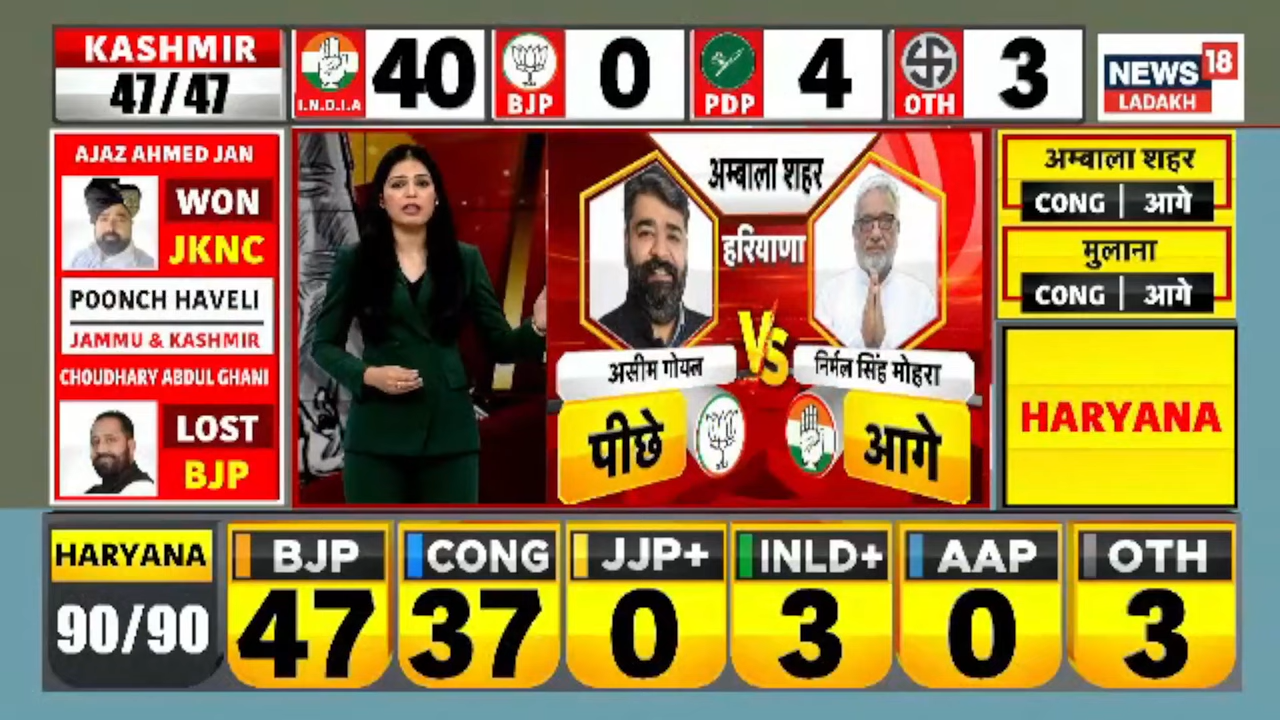 KASHMIR
47/47
I.N.D.I.A
40
BJP
0
PDP
4
OTH
3
NEWS 18
LADAKH
AJAZ AHMED JAN
WON
JKNC
POONCH HAVELI
JAMMU & KASHMIR
CHOUDHARY ABDUL GHANI
LOST
BJP
अम्बाला शहर
हरियाणा
VS
असीम गोयल
निर्मल सिंह मोहरा
पीछे
आगे
अम्बाला शहर
CONG | आगे
मुलाना
CONG | आगे
HARYANA
HARYANA
90/90
BJP
47
CONG
37
JJP+
0
INLD+
3
AAP
0
OTH
3